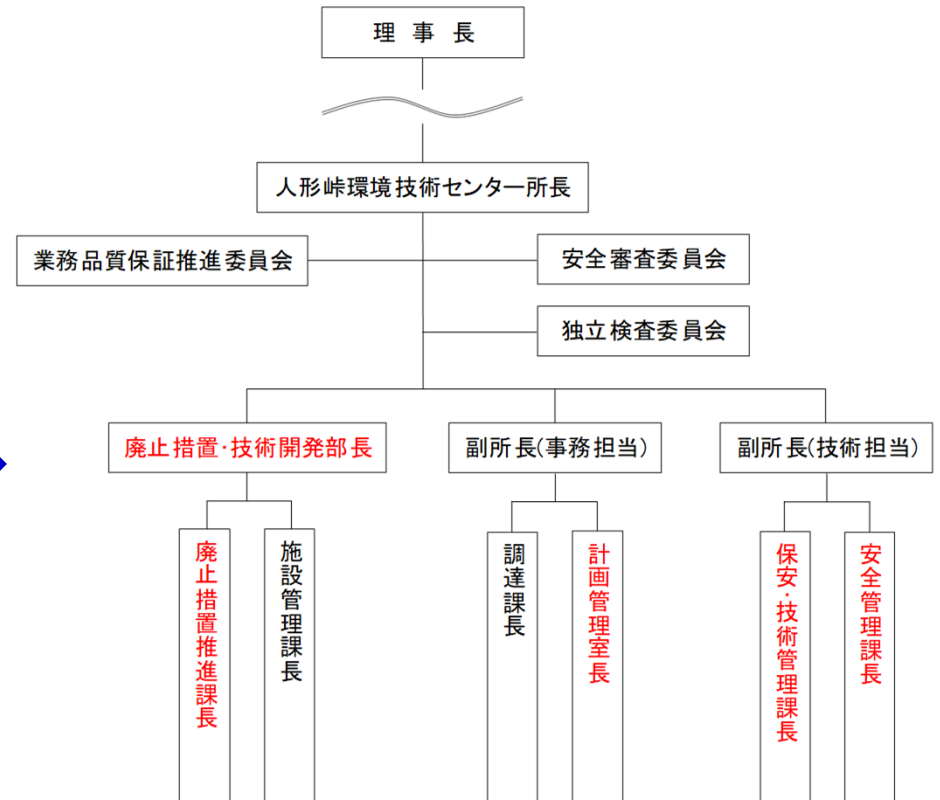 理事長
人形峠環境技術センター所長
業務品質保証推進委員会
安全審査委員会
独立検査委員会
廃止措置・技術開発部長
副所長(事務担当)
副所長(技術担当)
廃止措置推進課長
施設管理課長
調達課長
計画管理室長
保安・技術管理課長
安全管理課長